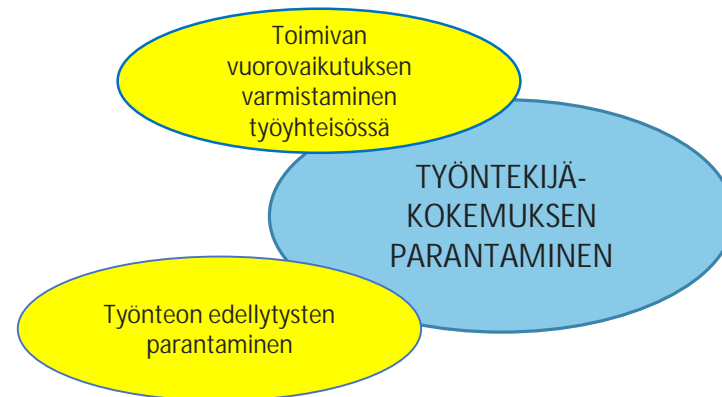 Toimivan
vuorovaikutuksen
varmistaminen
työyhteisössä
TYÖNTEKIJÄ-
KOKEMUKSEN
PARANTAMINEN
Työnteon edellytysten
parantaminen